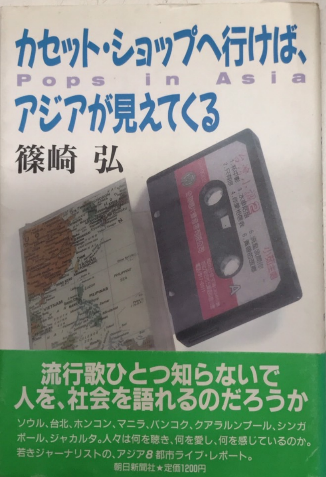 カセット・ショップへ行けば、
Pops in Asia
アジアが見えてくる
篠崎 弘
A
流行歌ひとつ知らないで
人を、社会を語れるのだろうか
ソウル、台北、ホンコン、マニラ、バンコク、クアラルンプール、シンガ
ポール、ジャカルタ。人々は何を聴き、何を愛し、何を感じているのか。
若きジャーナリストの、アジア8都市ライブ・レポート。
朝日新聞社●定価1200円